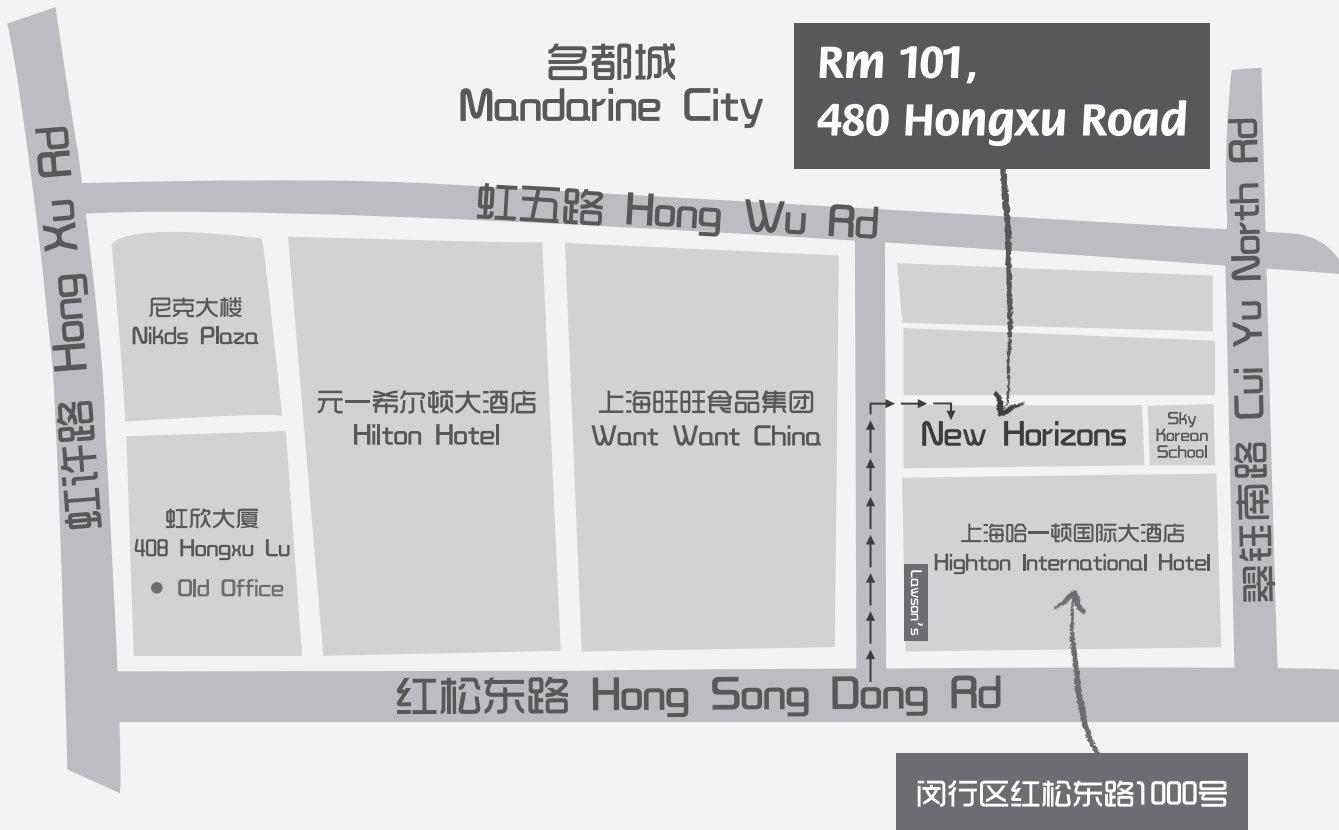 名都城
Mandarine City
Rm 101,
480 Hongxu Road
虹许路 Hong Xu Rd
虹五路 Hong Wu Rd
翠钰南路 Cui Yu North Rd
尼克大楼
Nikds Plaza
元一希尔顿大酒店
Hilton Hotel
上海旺旺食品集团
Want Want China
New Horizons
Sky
Korean
School
虹欣大厦
408 Hongxu Lu
Old Office
上海哈一顿国际大酒店
Highton International Hotel
Lawson's
红松东路 Hong Song Dong Rd
闵行区红松东路1000号